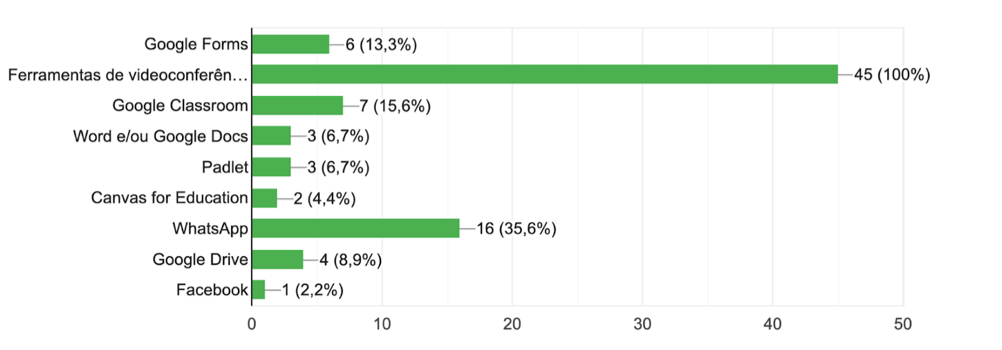 Google Forms 6 (13,3%)
Ferramentas de videoconferên… 45 (100%)
Google Classroom 7 (15,6%)
Word e/ou Google Docs 3 (6,7%)
Padlet 3 (6,7%)
Canvas for Education 2 (4,4%)
WhatsApp 16 (35,6%)
Google Drive 4 (8,9%)
Facebook 1 (2,2%)
0 10 20 30 40 50